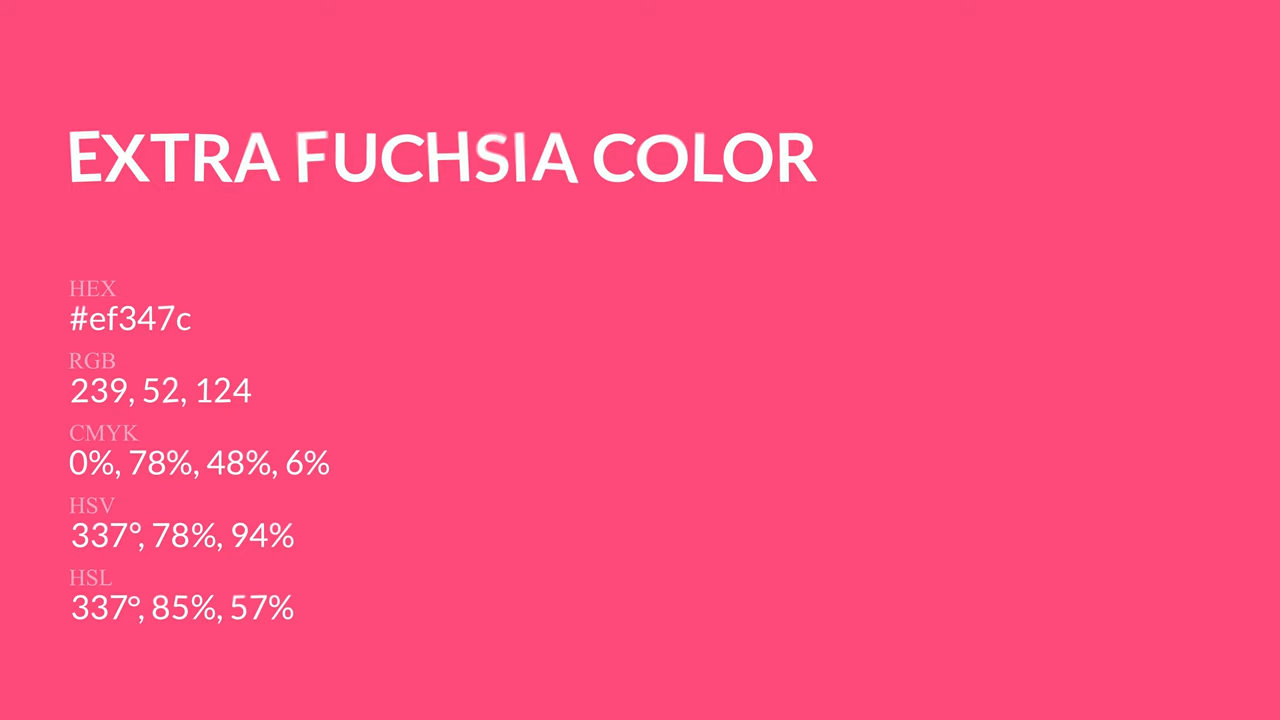 EXTRA FUCHSIA COLOR
HEX
#ef347c
RGB
239, 52, 124
CMYK
0%, 78%, 48%, 6%
HSV
337°, 78%, 94%
HSL
337°, 85%, 57%